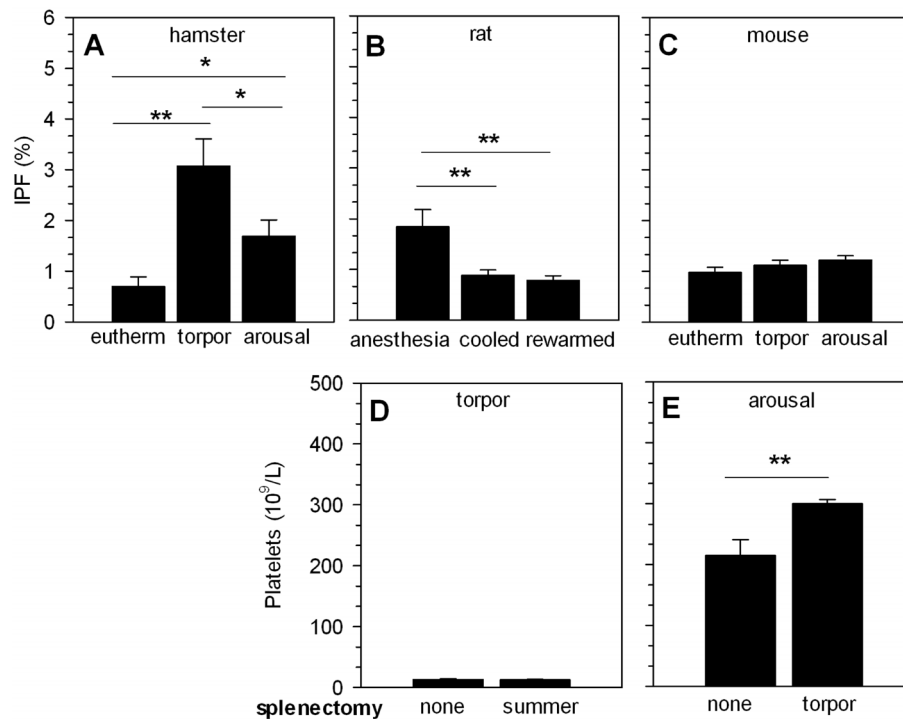 A hamster
B rat
C mouse
6
5
4
3
2
1
0
IPF (%)
*
**
*
**
**
eutherm torpor arousal
anesthesia cooled rewarmed
eutherm torpor arousal
D torpor
E arousal
500
400
300
200
100
0
Platelets (10⁹/L)
**
splenectomy none summer
none torpor